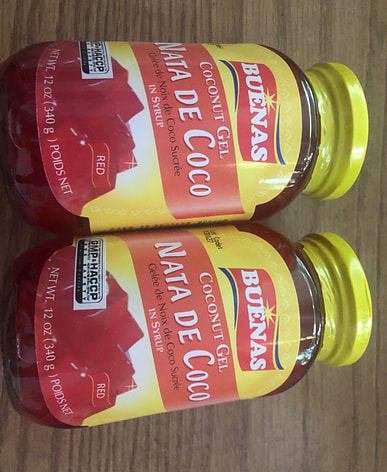 BUENAS
COCONUT GEL
NATA DE COCO
Gelée de Noix de Coco Sucrée
IN SYRUP
GMP·HACCP
RED
NET WT. 12 oz (340 g) POIDS NET
BUENAS
COCONUT GEL
NATA DE COCO
Gelée de Noix de Coco Sucrée
IN SYRUP
GMP·HACCP
RED
NET WT. 12 oz (340 g) POIDS NET